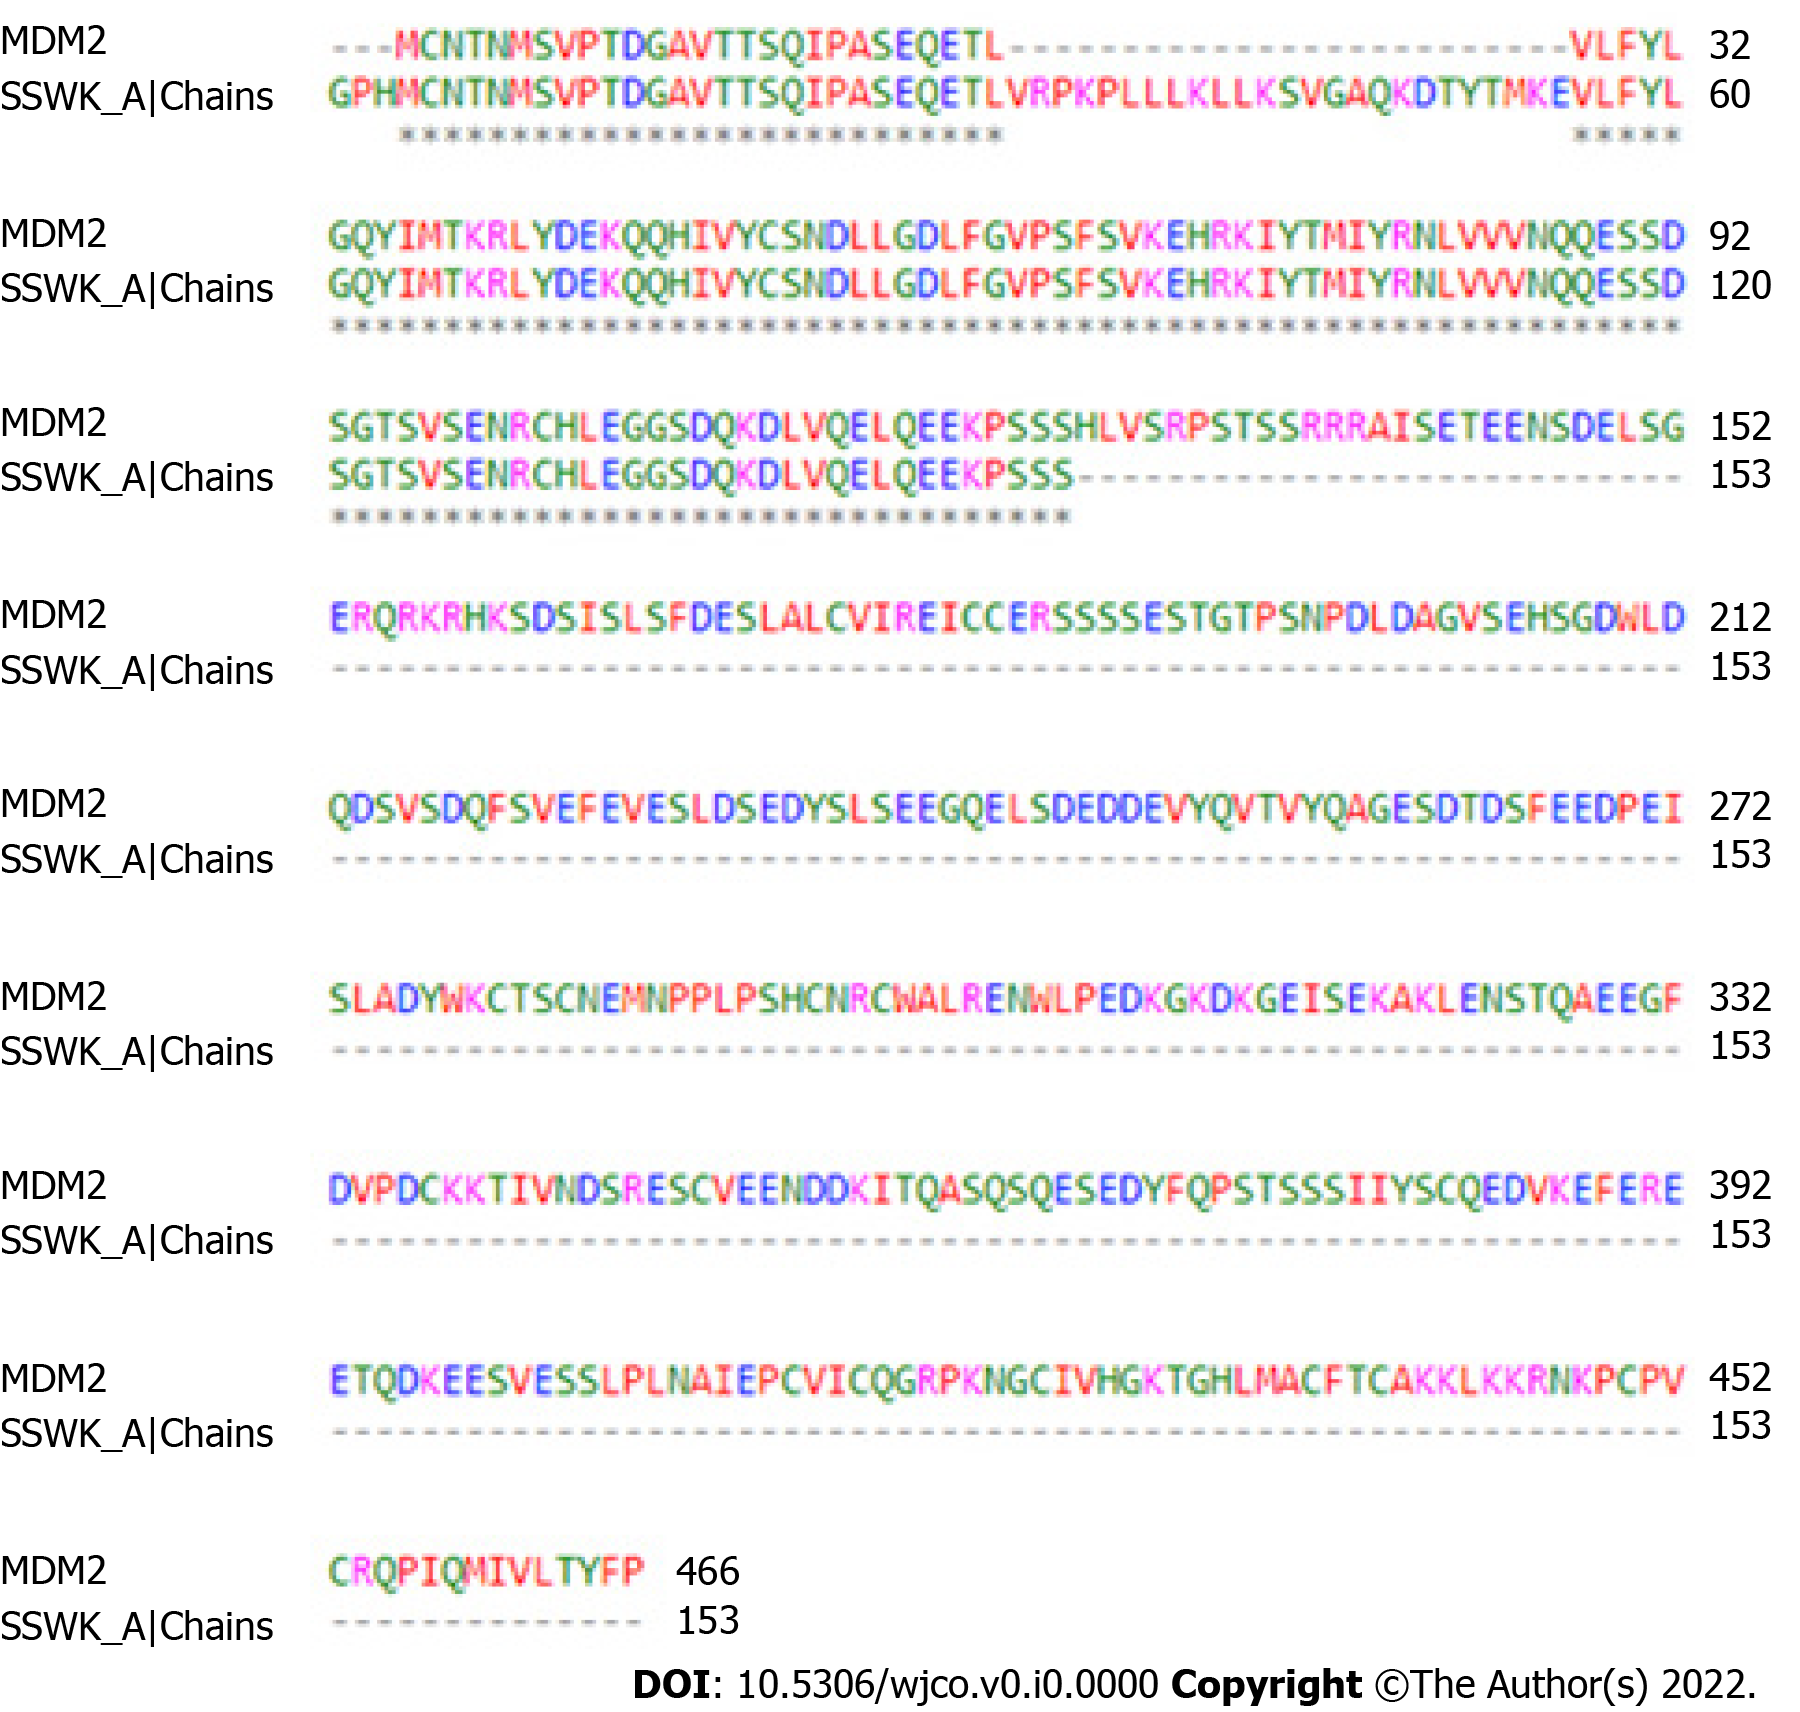 MDM2 ---MCNTNMSVPTDGAVTTSQIPASEQETL-------------------------VLFYL 32
SSWK_A|Chains GPHMCNTNMSVPTDGAVTTSQIPASEQETLVRPKPLLLKLLKSVGAQKDTYTMKEVLFYL 60
*************************** *****
MDM2 GQYIMTKRLYDEKQQHIVYCSNDLLGDLFGVPSFSVKEHRKIYTMIYRNLVVVNQQESSD 92
SSWK_A|Chains GQYIMTKRLYDEKQQHIVYCSNDLLGDLFGVPSFSVKEHRKIYTMIYRNLVVVNQQESSD 120
************************************************************
MDM2 SGTSVSENRCHLEGGSDQKDLVQELQEEKPSSSHLVSRPSTSSRRRAISETEENSDELSG 152
SSWK_A|Chains SGTSVSENRCHLEGGSDQKDLVQELQEEKPSSS--------------------------- 153
*********************************
MDM2 ERQRKRHKSDSISLSFDESLALCVIREICCERSSSSESTGTPSNPDLDAGVSEHSGDWLD 212
SSWK_A|Chains ------------------------------------------------------------ 153
MDM2 QDSVSDQFSVEFEVESLDSEDYSLSEEGQELSDEDDEVYQVTVYQAGESDTDSFEEDPEI 272
SSWK_A|Chains ------------------------------------------------------------ 153
MDM2 SLADYWKCTSCNEMNPPLPSHCNRCWALRENWLPEDKGKDKGEISEKAKLENSTQAEEGF 332
SSWK_A|Chains ------------------------------------------------------------ 153
MDM2 DVPDCKKTIVNDSRESCVEENDDKITQASQSQESEDYFQPSTSSSIIYSCQEDVKEFERE 392
SSWK_A|Chains ------------------------------------------------------------ 153
MDM2 ETQDKEESVESSLPLNAIEPCVICQGRPKNGCIVHGKTGHLMACFTCAKKLKKRNKPCPV 452
SSWK_A|Chains ------------------------------------------------------------ 153
MDM2 CRQPIQMIVLTYFP 466
SSWK_A|Chains -------------- 153
DOI: 10.5306/wjco.v0.i0.0000 Copyright ©The Author(s) 2022.